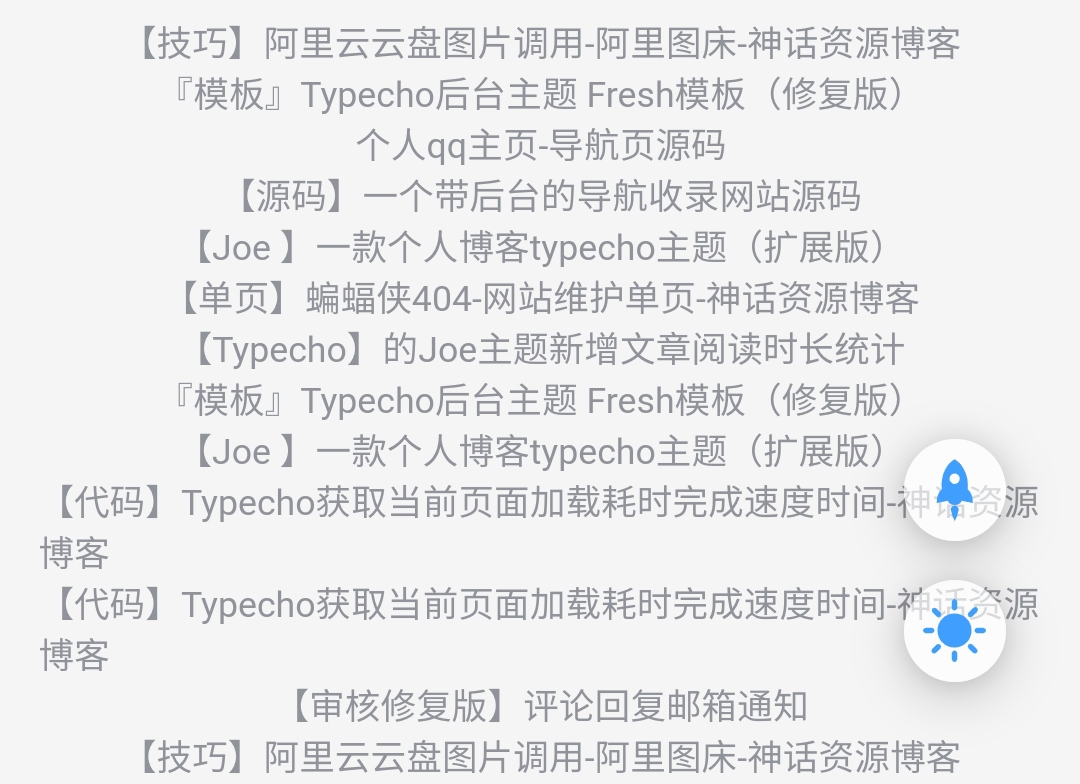 【技巧】阿里云云盘图片调用-阿里图床-神话资源博客
『模板』Typecho后台主题 Fresh模板（修复版）
个人qq主页-导航页源码
【源码】一个带后台的导航收录网站源码
【Joe 】一款个人博客typecho主题（扩展版）
【单页】蝙蝠侠404-网站维护单页-神话资源博客
【Typecho】的Joe主题新增文章阅读时长统计
『模板』Typecho后台主题 Fresh模板（修复版）
【Joe 】一款个人博客typecho主题（扩展版）
【代码】Typecho获取当前页面加载耗时完成速度时间-神话资源
博客
【代码】Typecho获取当前页面加载耗时完成速度时间-神话资源
博客
【审核修复版】评论回复邮箱通知
【技巧】阿里云云盘图片调用-阿里图床-神话资源博客